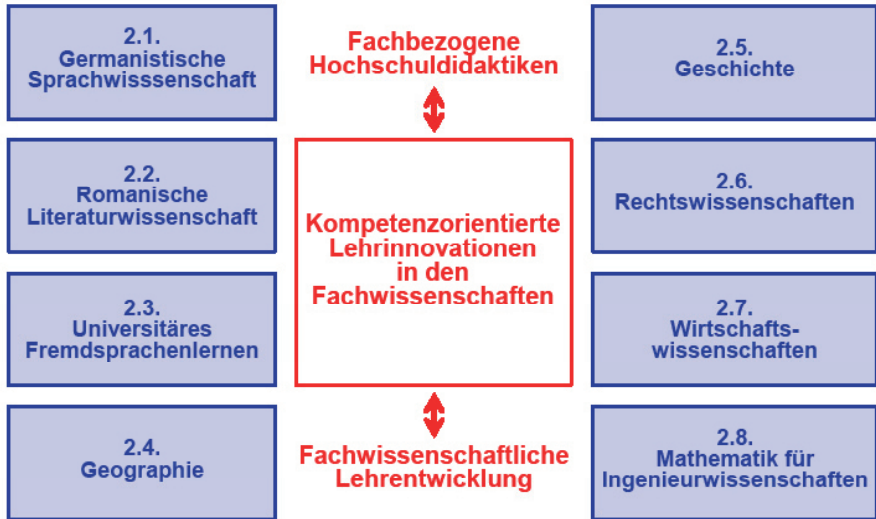 2.1.
Germanistische
Sprachwisssenschaft
2.2.
Romanische
Literaturwissenschaft
2.3.
Universitäres
Fremdsprachenlernen
2.4.
Geographie
Fachbezogene
Hochschuldidaktiken
Kompetenzorientierte
Lehrinnovationen
in den
Fachwissenschaften
Fachwissenschaftliche
Lehrentwicklung
2.5.
Geschichte
2.6.
Rechtswissenschaften
2.7.
Wirtschafts-
wissenschaften
2.8.
Mathematik für
Ingenieurwissenschaften